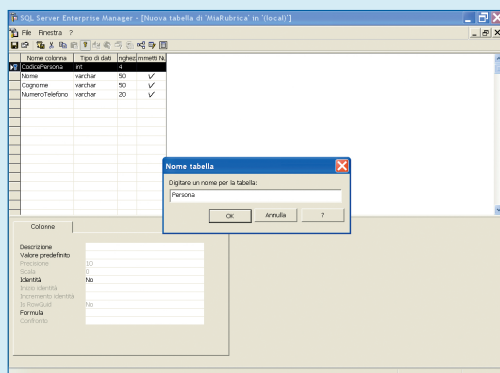 SQL Server Enterprise Manager - [Nuova tabella di 'MiaRubrica' in '(local)']
File Finestra ?
Nome colonna Tipo di dati nghez mmetti Nu
CodicePersona int 4
Nome varchar 50
Cognome varchar 50
NumeroTelefono varchar 20
Nome tabella
Digitare un nome per la tabella:
Persona
OK Annulla ?
Colonne
Descrizione
Valore predefinito
Precisione 10
Scala 0
Identità No
Inizio identità
Incremento identità
Is RowGuid No
Formula
Confronto